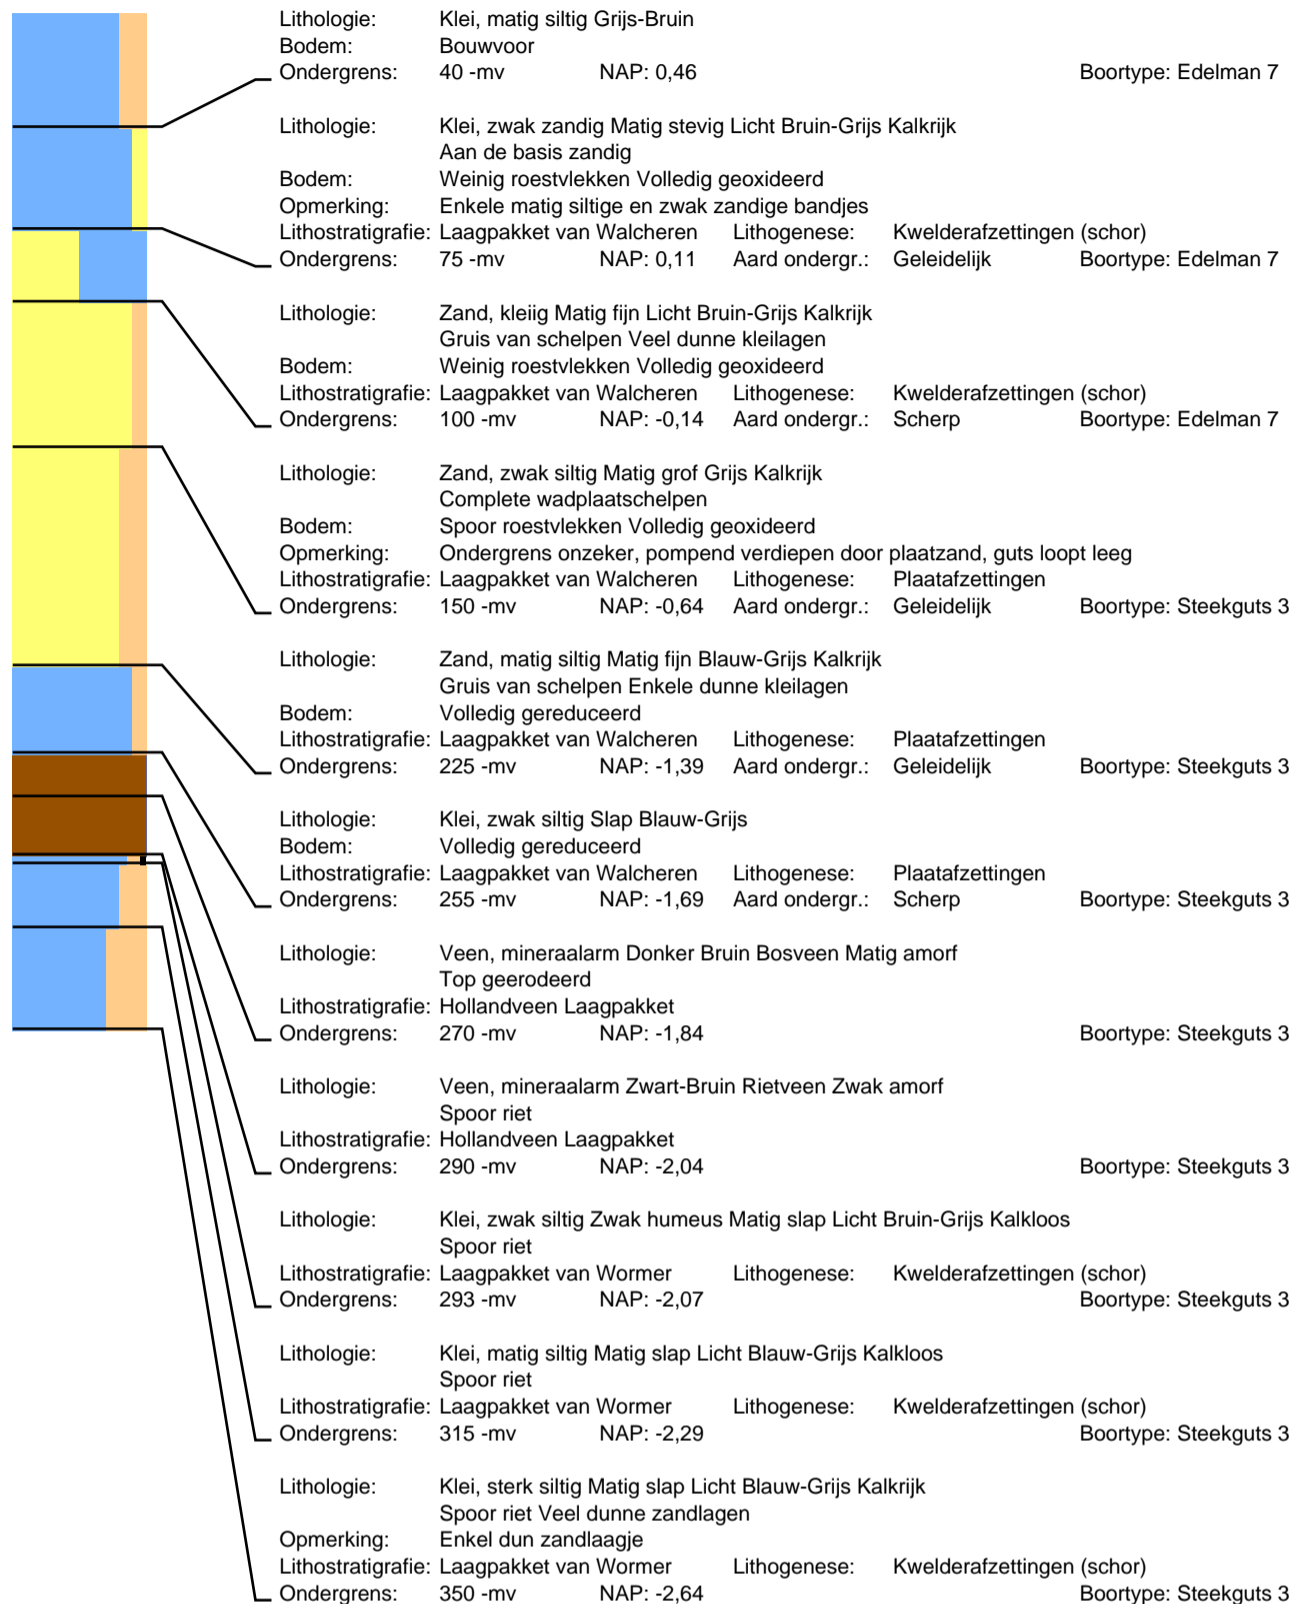 Lithologie: Klei, matig siltig Grijs-Bruin
Bodem: Bouwvoor
Ondergrens: 40 -mv NAP: 0,46 Boortype: Edelman 7
Lithologie: Klei, zwak zandig Matig stevig Licht Bruin-Grijs Kalkrijk
Aan de basis zandig
Bodem: Weinig roestvlekken Volledig geoxideerd
Opmerking: Enkele matig siltige en zwak zandige bandjes
Lithostratigrafie: Laagpakket van Walcheren Lithogenese: Kwelderafzettingen (schor)
Ondergrens: 75 -mv NAP: 0,11 Aard ondergr.: Geleidelijk Boortype: Edelman 7
Lithologie: Zand, kleiig Matig fijn Licht Bruin-Grijs Kalkrijk
Gruis van schelpen Veel dunne kleilagen
Bodem: Weinig roestvlekken Volledig geoxideerd
Lithostratigrafie: Laagpakket van Walcheren Lithogenese: Kwelderafzettingen (schor)
Ondergrens: 100 -mv NAP: -0,14 Aard ondergr.: Scherp Boortype: Edelman 7
Lithologie: Zand, zwak siltig Matig grof Grijs Kalkrijk
Complete wadplaatschelpen
Bodem: Spoor roestvlekken Volledig geoxideerd
Opmerking: Ondergrens onzeker, pompend verdiepen door plaatzand, guts loopt leeg
Lithostratigrafie: Laagpakket van Walcheren Lithogenese: Plaatafzettingen
Ondergrens: 150 -mv NAP: -0,64 Aard ondergr.: Geleidelijk Boortype: Steekguts 3
Lithologie: Zand, matig siltig Matig fijn Blauw-Grijs Kalkrijk
Gruis van schelpen Enkele dunne kleilagen
Bodem: Volledig gereduceerd
Lithostratigrafie: Laagpakket van Walcheren Lithogenese: Plaatafzettingen
Ondergrens: 225 -mv NAP: -1,39 Aard ondergr.: Geleidelijk Boortype: Steekguts 3
Lithologie: Klei, zwak siltig Slap Blauw-Grijs
Bodem: Volledig gereduceerd
Lithostratigrafie: Laagpakket van Walcheren Lithogenese: Plaatafzettingen
Ondergrens: 255 -mv NAP: -1,69 Aard ondergr.: Scherp Boortype: Steekguts 3
Lithologie: Veen, mineraalarm Donker Bruin Bosveen Matig amorf
Top geerodeerd
Lithostratigrafie: Hollandveen Laagpakket
Ondergrens: 270 -mv NAP: -1,84 Boortype: Steekguts 3
Lithologie: Veen, mineraalarm Zwart-Bruin Rietveen Zwak amorf
Spoor riet
Lithostratigrafie: Hollandveen Laagpakket
Ondergrens: 290 -mv NAP: -2,04 Boortype: Steekguts 3
Lithologie: Klei, zwak siltig Zwak humeus Matig slap Licht Bruin-Grijs Kalkloos
Spoor riet
Lithostratigrafie: Laagpakket van Wormer Lithogenese: Kwelderafzettingen (schor)
Ondergrens: 293 -mv NAP: -2,07 Boortype: Steekguts 3
Lithologie: Klei, matig siltig Matig slap Licht Blauw-Grijs Kalkloos
Spoor riet
Lithostratigrafie: Laagpakket van Wormer Lithogenese: Kwelderafzettingen (schor)
Ondergrens: 315 -mv NAP: -2,29 Boortype: Steekguts 3
Lithologie: Klei, sterk siltig Matig slap Licht Blauw-Grijs Kalkrijk
Spoor riet Veel dunne zandlagen
Opmerking: Enkel dun zandlaagje
Lithostratigrafie: Laagpakket van Wormer Lithogenese: Kwelderafzettingen (schor)
Ondergrens: 350 -mv NAP: -2,64 Boortype: Steekguts 3